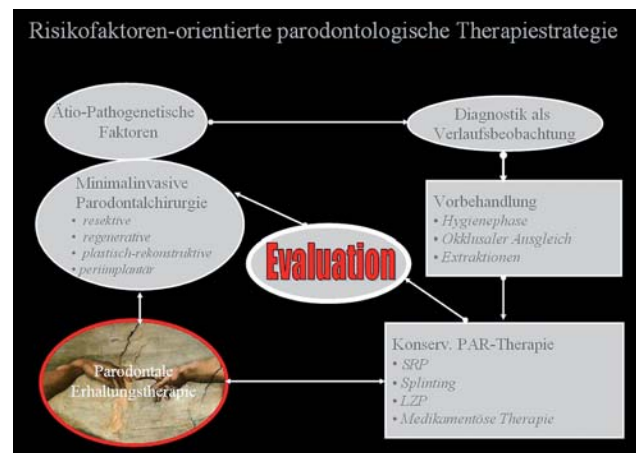 Risikofaktoren-orientierte parodontologische Therapiestrategie
Ätio-Pathogenetische
Faktoren
Diagnostik als
Verlaufsbeobachtung
Minimalinvasive
Parodontalchirurgie
• resektive
• regenerative
• plastisch-rekonstruktive
• periimplantär
Vorbehandlung
• Hygienephase
• Okklusaler Ausgleich
• Extraktionen
Evaluation
Parodontale
Erhaltungstherapie
Konserv. PAR-Therapie
• SRP
• Splinting
• LZP
• Medikamentöse Therapie